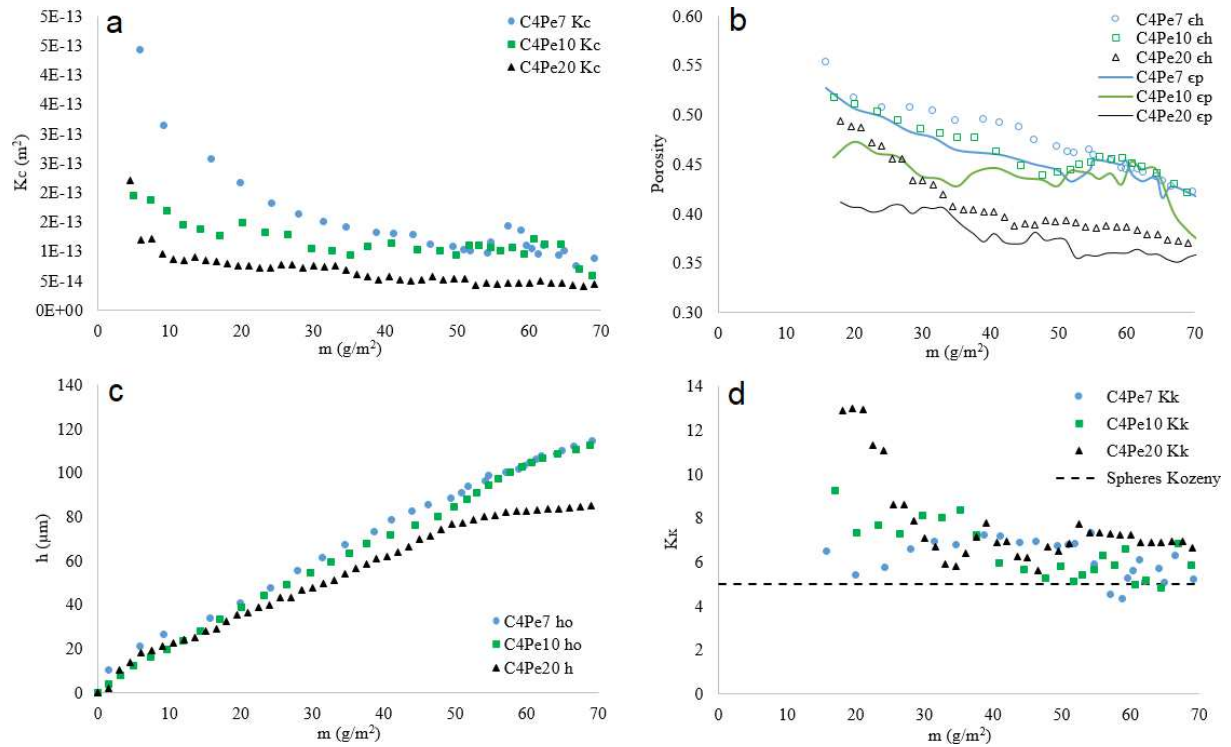 a
5E-13
5E-13
4E-13
4E-13
3E-13
3E-13
2E-13
2E-13
1E-13
5E-14
0E+00
Kc (m²)
0 10 20 30 40 50 60 70
m (g/m²)
C4Pe7 Kc
C4Pe10 Kc
C4Pe20 Kc
b
0.60
0.55
0.50
0.45
0.40
0.35
0.30
Porosity
0 10 20 30 40 50 60 70
m (g/m²)
C4Pe7 ϵh
C4Pe10 ϵh
C4Pe20 ϵh
C4Pe7 ϵp
C4Pe10 ϵp
C4Pe20 ϵp
c
140
120
100
80
60
40
20
0
h (µm)
0 10 20 30 40 50 60 70
m (g/m²)
C4Pe7 ho
C4Pe10 ho
C4Pe20 h
d
14
12
10
8
6
4
2
0
Kk
0 10 20 30 40 50 60 70
m (g/m²)
C4Pe7 Kk
C4Pe10 Kk
C4Pe20 Kk
Spheres Kozeny